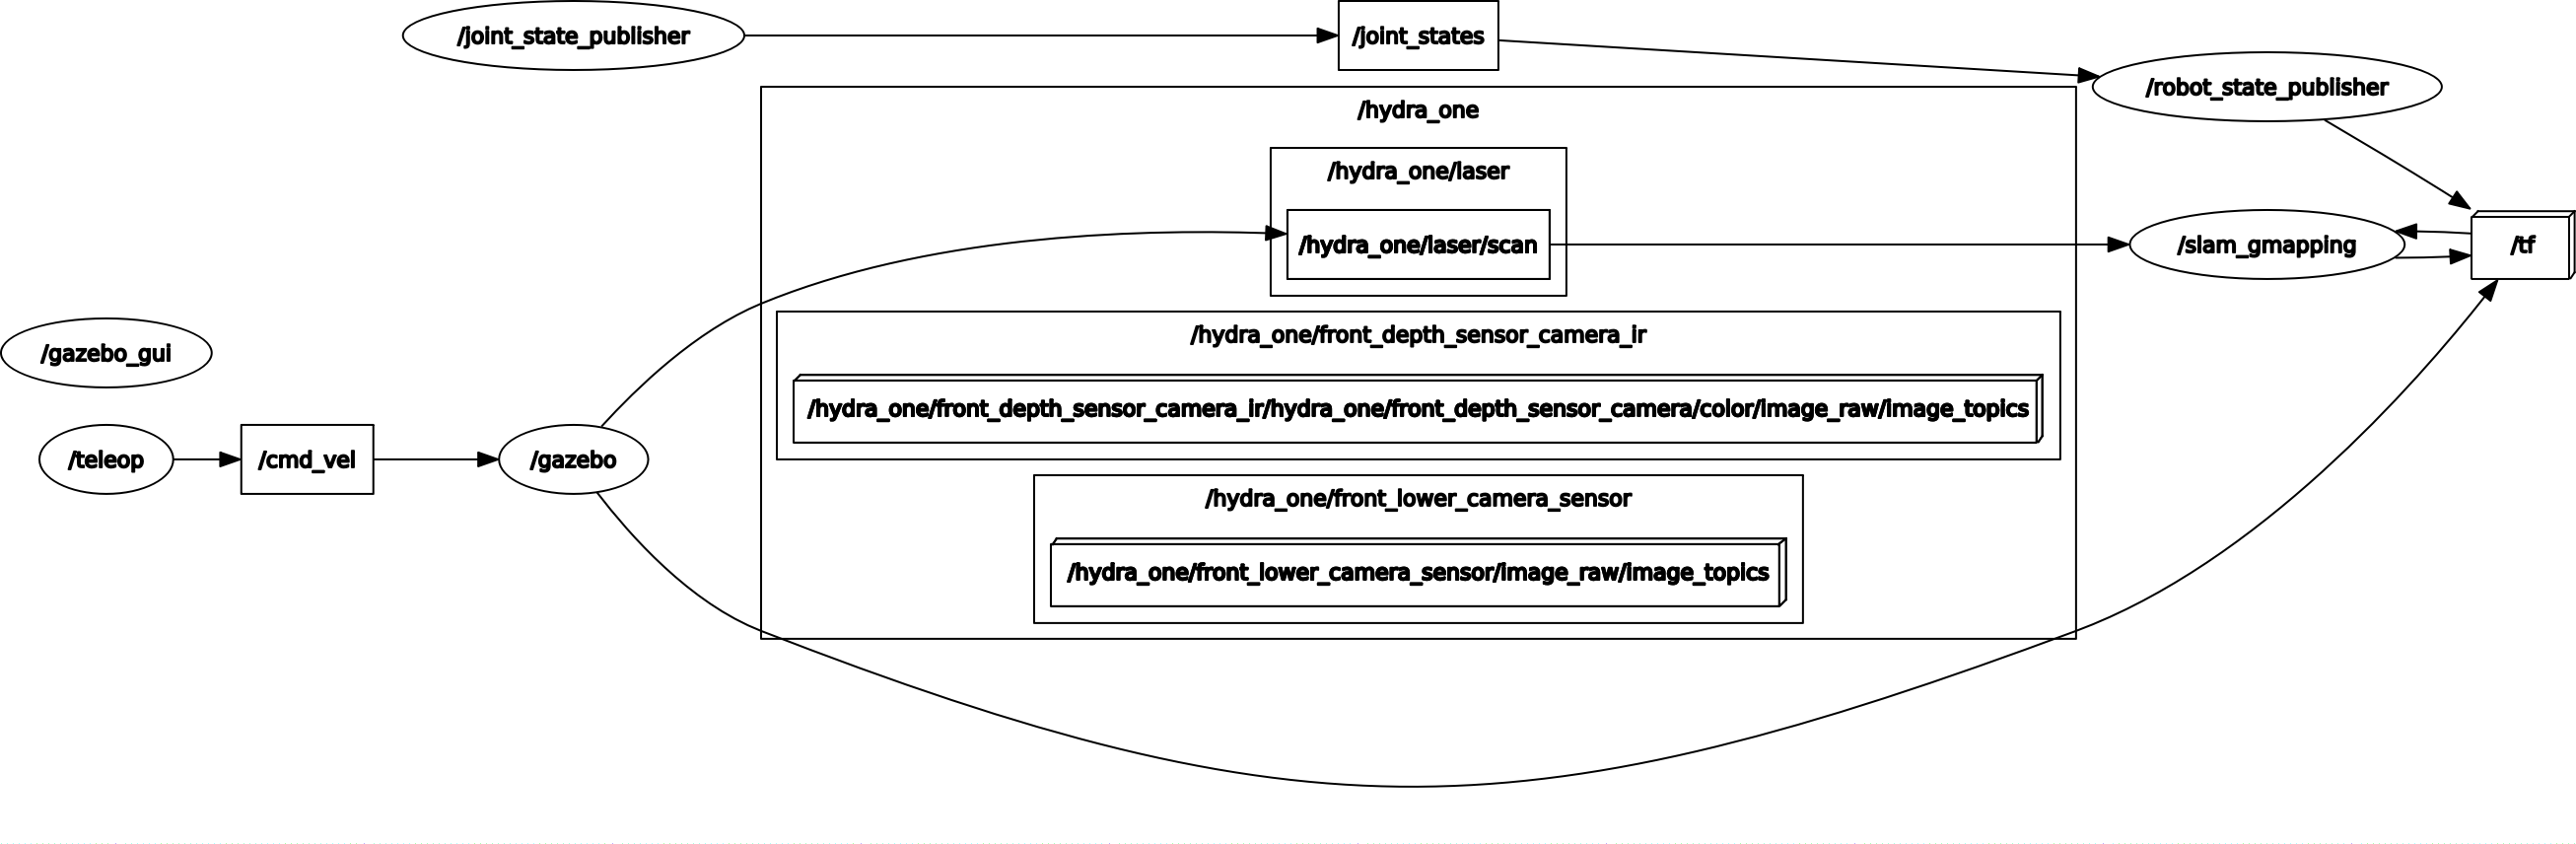 /joint_state_publisher
/joint_states
/robot_state_publisher
/hydra_one
/hydra_one/laser
/hydra_one/laser/scan
/slam_gmapping
/tf
/hydra_one/front_depth_sensor_camera_ir
/gazebo_gui
/hydra_one/front_depth_sensor_camera_ir/hydra_one/front_depth_sensor_camera/color/image_raw/image_topics
/teleop
/cmd_vel
/gazebo
/hydra_one/front_lower_camera_sensor
/hydra_one/front_lower_camera_sensor/image_raw/image_topics